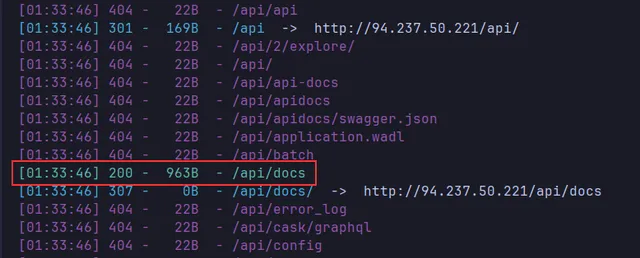 [01:33:46] 404 -   22B  - /api/api
[01:33:46] 301 -  169B  - /api  ->  http://94.237.50.221/api/
[01:33:46] 404 -   22B  - /api/2/explore/
[01:33:46] 404 -   22B  - /api/
[01:33:46] 404 -   22B  - /api/api-docs
[01:33:46] 404 -   22B  - /api/apidocs
[01:33:46] 404 -   22B  - /api/apidocs/swagger.json
[01:33:46] 404 -   22B  - /api/application.wadl
[01:33:46] 404 -   22B  - /api/batch
[01:33:46] 200 -  963B  - /api/docs
[01:33:46] 307 -    0B  - /api/docs/  ->  http://94.237.50.221/api/docs
[01:33:46] 404 -   22B  - /api/error_log
[01:33:46] 404 -   22B  - /api/cask/graphql
[01:33:46] 404 -   22B  - /api/config